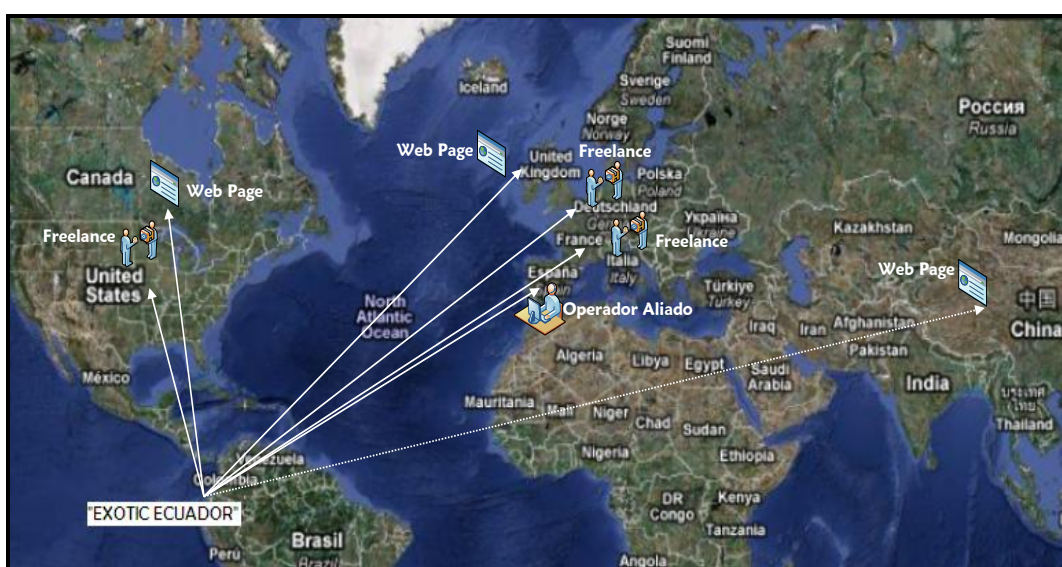 Suomi
Finland
Iceland
Sverige
Sweden
Norge
Norway
Россия
Russia
Web Page
United
Kingdom
Freelance
Polska
Poland
Canada
Web Page
Deutschland
Україна
Ukraine
Freelance
France
Freelance
Kazakhstan
Mongolia
Italia
Italy
United
States
España
Web Page
Türkiye
Turkey
中国
China
North
Atlantic
Ocean
Operador Aliado
Iraq
Iran
Afghanistan
Algeria
Libya
Egypt
Pakistan
Saudi
Arabia
México
India
Mauritania
Mali
Niger
Chad
Sudan
Thailand
Nigeria
Ethiopia
Venezuela
Colombia
"EXOTIC ECUADOR"
DR
Congo
Kenya
Tanzania
Perú
Brasil
Brazil
Angola